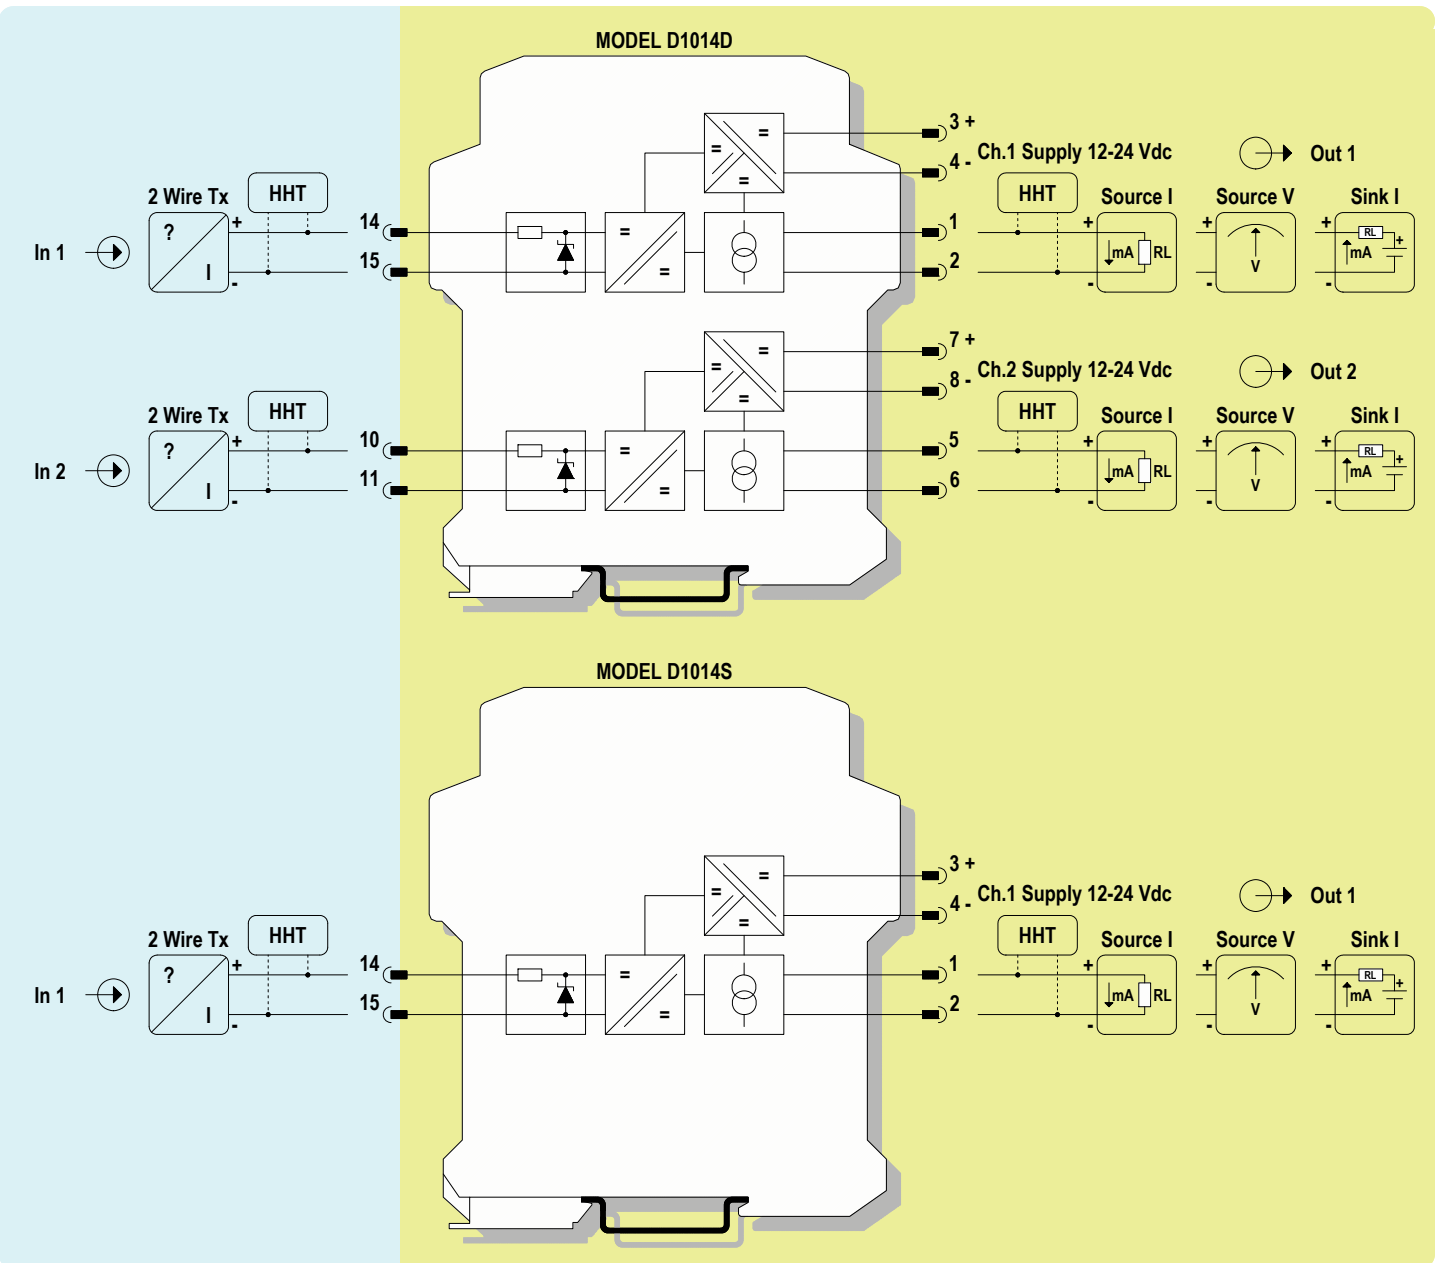 MODEL D1014D
3 +
4 -
Ch.1 Supply 12-24 Vdc
Out 1
2 Wire Tx
HHT
HHT
Source I
Source V
Sink I
In 1
?
I
+
-
14
15
=
=
=
=
=
1
2
+
-
mA
RL
+
-
V
+
-
RL
mA
+
7 +
8 -
Ch.2 Supply 12-24 Vdc
Out 2
2 Wire Tx
HHT
HHT
Source I
Source V
Sink I
In 2
?
I
+
-
10
11
=
=
=
=
=
5
6
+
-
mA
RL
+
-
V
+
-
RL
mA
+
MODEL D1014S
3 +
4 -
Ch.1 Supply 12-24 Vdc
Out 1
2 Wire Tx
HHT
HHT
Source I
Source V
Sink I
In 1
?
I
+
-
14
15
=
=
=
=
=
1
2
+
-
mA
RL
+
-
V
+
-
RL
mA
+